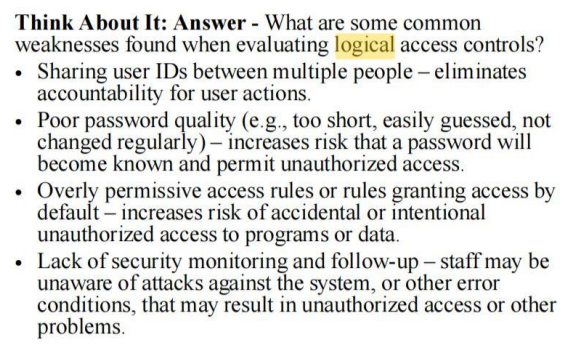 Think About It: Answer - What are some common
weaknesses found when evaluating logical access controls?
• Sharing user IDs between multiple people – eliminates
accountability for user actions.
• Poor password quality (e.g., too short, easily guessed, not
changed regularly) – increases risk that a password will
become known and permit unauthorized access.
• Overly permissive access rules or rules granting access by
default – increases risk of accidental or intentional
unauthorized access to programs or data.
• Lack of security monitoring and follow-up – staff may be
unaware of attacks against the system, or other error
conditions, that may result in unauthorized access or other
problems.